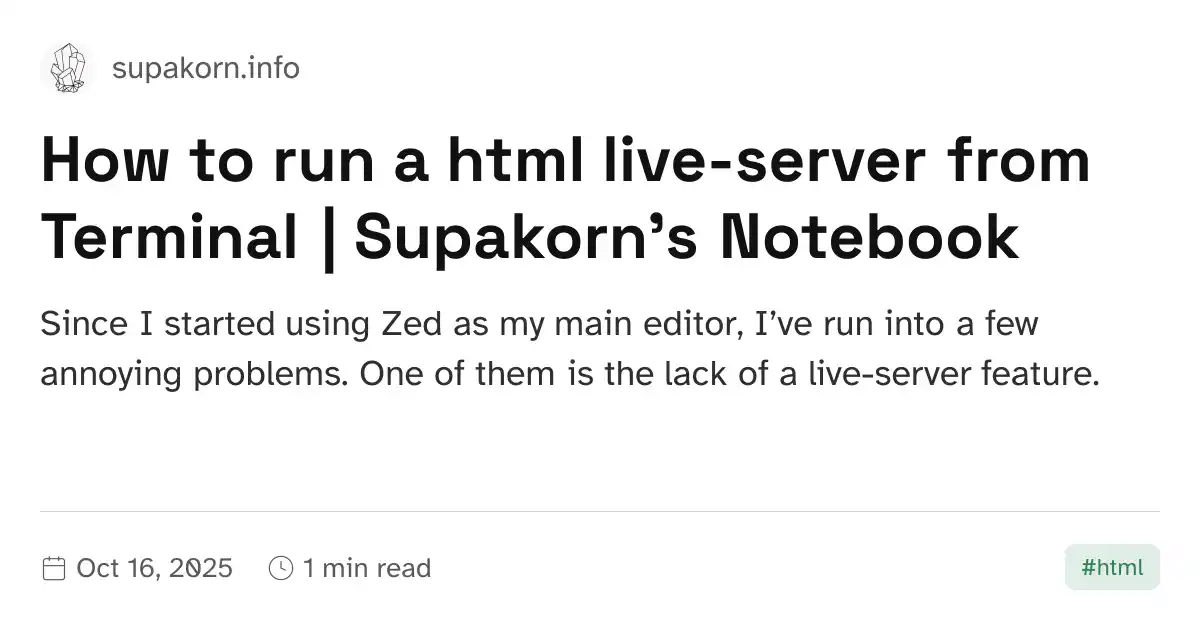 supakorn.info
How to run a html live-server from
Terminal | Supakorn’s Notebook
Since I started using Zed as my main editor, I’ve run into a few
annoying problems. One of them is the lack of a live-server feature.
Oct 16, 2025 1 min read #html